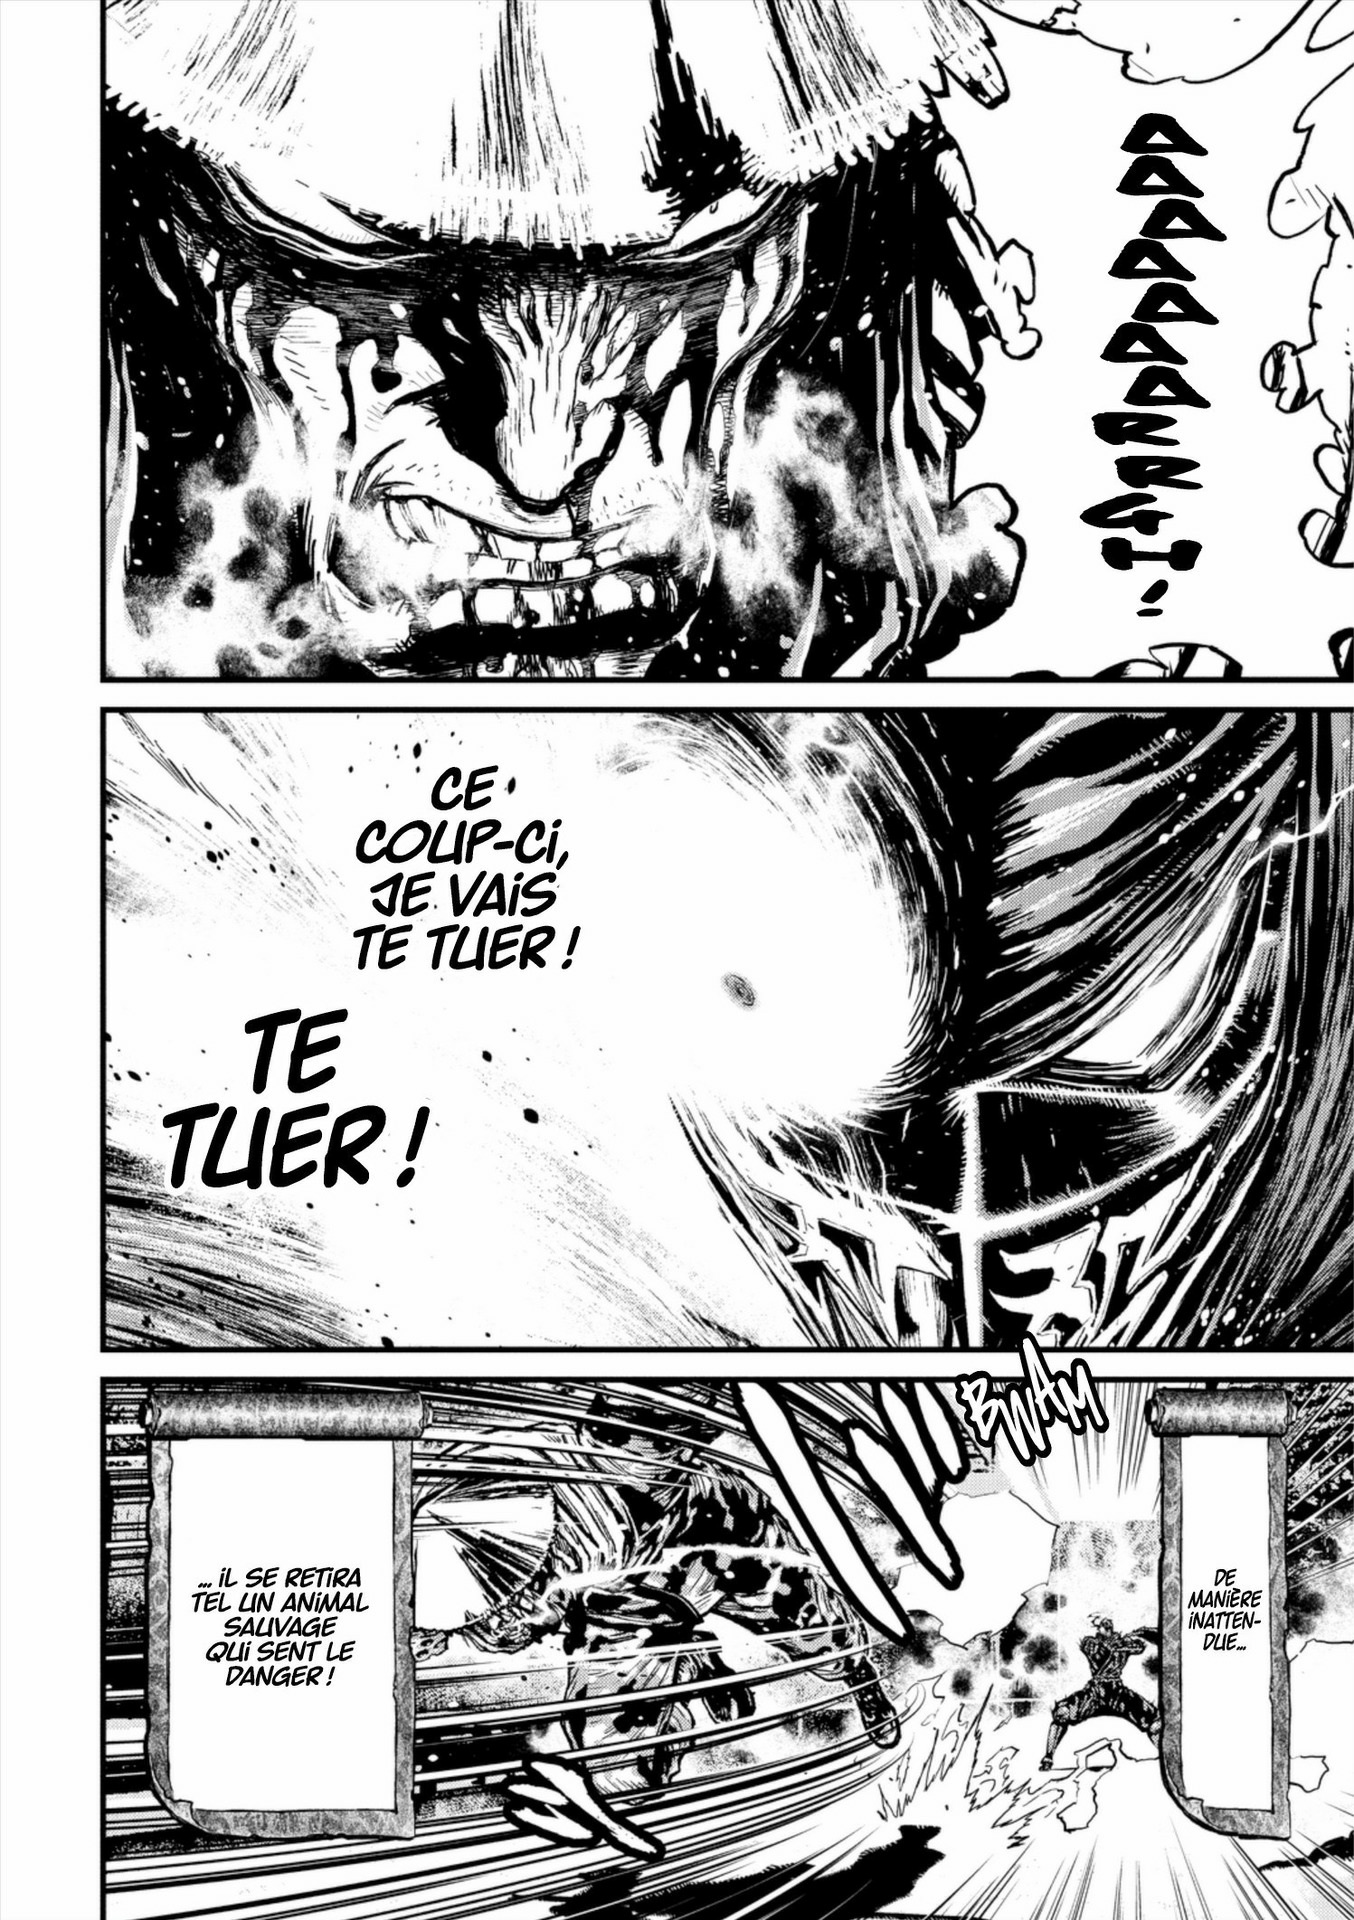 AAAAAARRGH!
CE
COUP-CI,
JE VAIS
TE TUER !
TE
TUER !
BWAM
DE
MANIÈRE
INATTEN-
DUE...
... IL SE RETIRA
TEL UN ANIMAL
SAUVAGE
QUI SENT LE
DANGER !